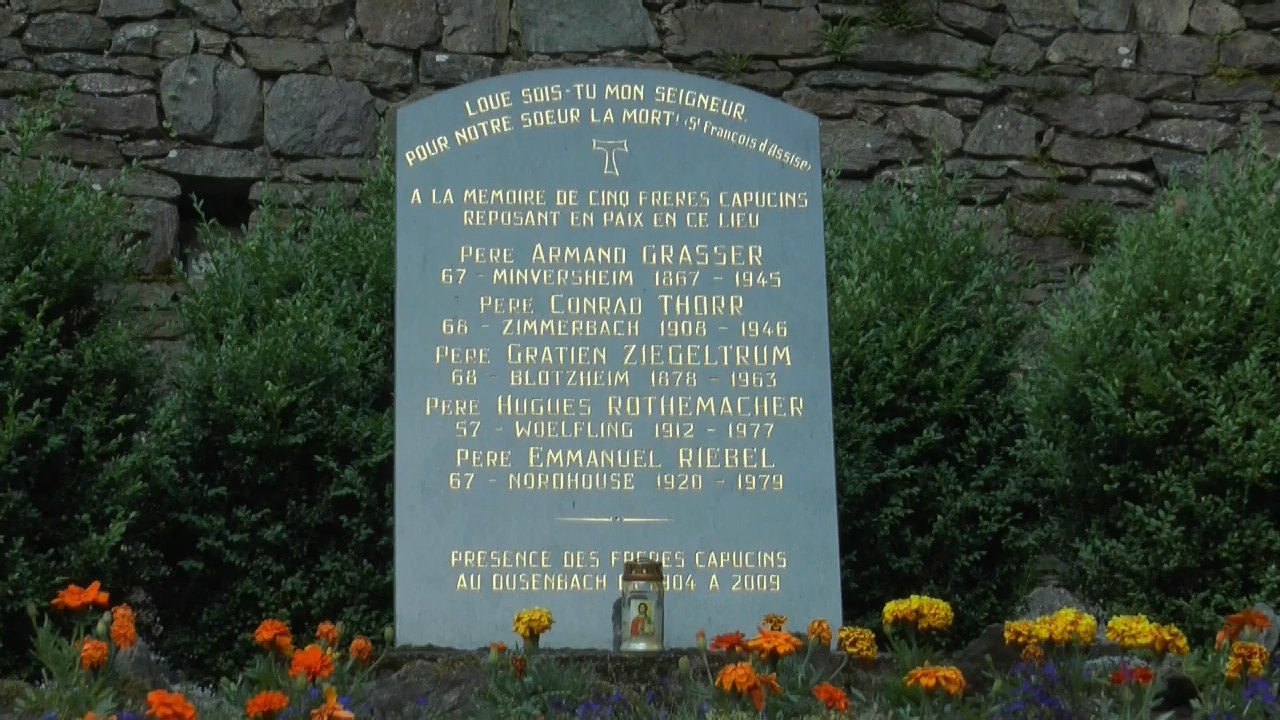 LOUE SOIS-TU MON SEIGNEUR,
POUR NOTRE SOEUR LA MORT! (St François d'Assise)
A LA MEMOIRE DE CINQ FRERES CAPUCINS
REPOSANT EN PAIX EN CE LIEU
PERE ARMAND GRASSER
67 - MINVERSHEIM 1867 - 1945
PERE CONRAD THORR
68 - ZIMMERBACH 1908 - 1946
PERE GRATIEN ZIEGELTRUM
68 - BLOTZHEIM 1878 - 1963
PERE HUGUES ROTHEMACHER
57 - WOELFLING 1912 - 1977
PERE EMMANUEL RIEBEL
67 - NORDHOUSE 1920 - 1979
PRESENCE DES FRERES CAPUCINS
AU DUSENBACH A 2009